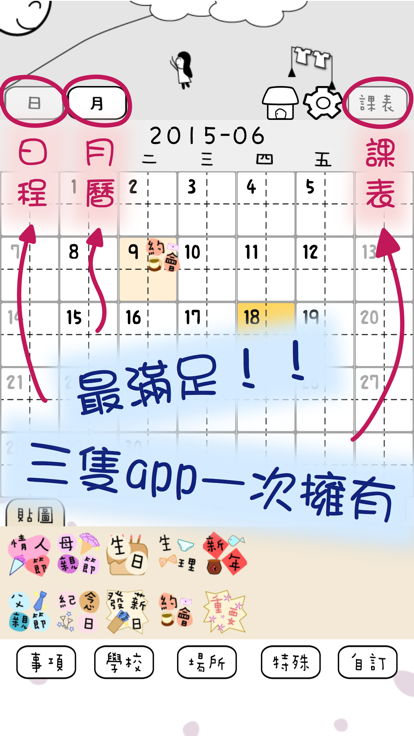 日 月 課表
2015-06
日程 月曆 課表
二 三 四 五
1 2 3 4 5
7 8 9 約會 10 11 12 13
14 15 16 17 18 19 20
最滿足！！
21 27
三隻app一次擁有
貼圖
情人節 母親節 生日 生理 新年
父親節 紀念日 發薪日 約會 重要
事項 學校 場所 特殊 自訂